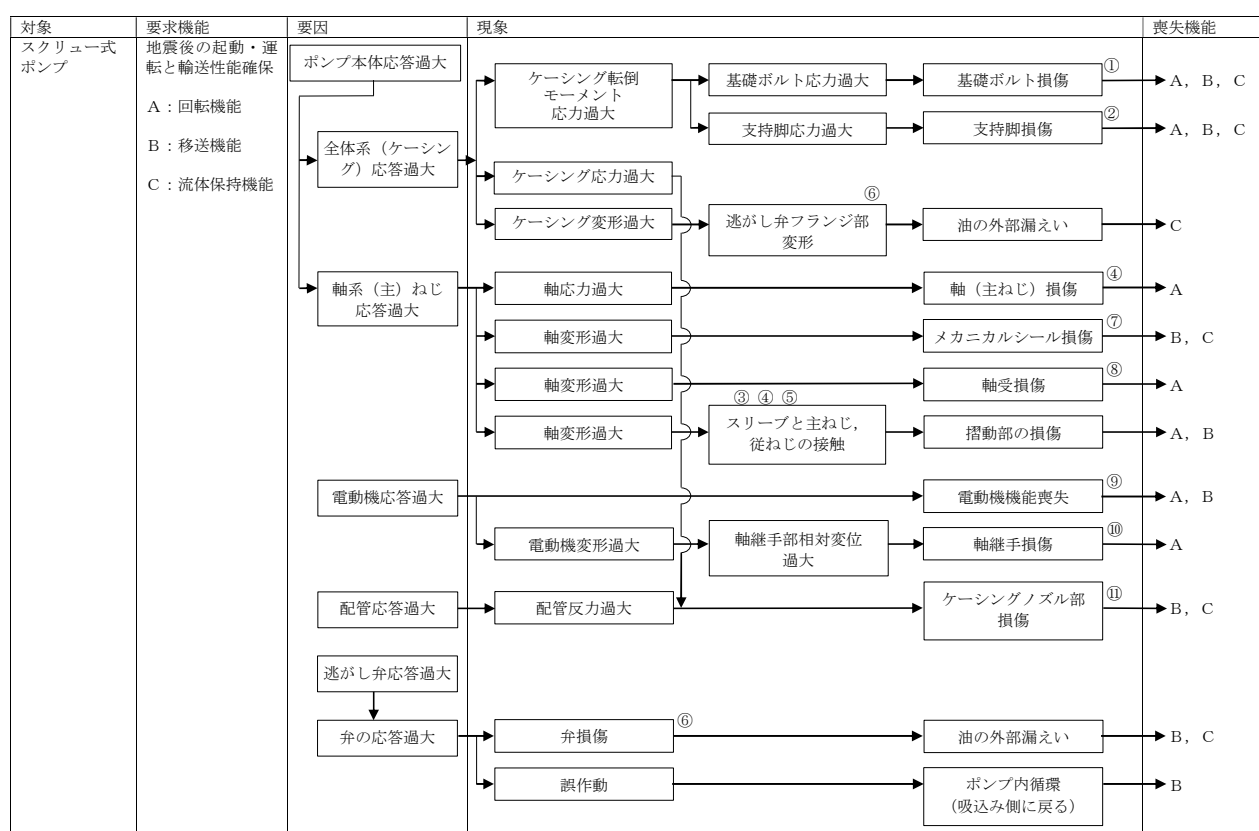 対象
要求機能
要因
現象
喪失機能
スクリュー式
ポンプ
地震後の起動・運
転と輸送性能確保
A：回転機能
B：移送機能
C：流体保持機能
ポンプ本体応答過大
ケーシング転倒
モーメント
応力過大
基礎ボルト応力過大
基礎ボルト損傷
①
A, B, C
支持脚応力過大
支持脚損傷
②
A, B, C
全体系（ケーシン
グ）応答過大
ケーシング応力過大
ケーシング変形過大
⑥
逃がし弁フランジ部
変形
油の外部漏えい
C
軸系（主）ねじ
応答過大
軸応力過大
軸（主ねじ）損傷
④
A
軸変形過大
メカニカルシール損傷
⑦
B, C
軸変形過大
軸受損傷
⑧
A
軸変形過大
③ ④ ⑤
スリーブと主ねじ,
従ねじの接触
摺動部の損傷
A, B
電動機応答過大
電動機機能喪失
⑨
A, B
電動機変形過大
軸継手部相対変位
過大
軸継手損傷
⑩
A
配管応答過大
配管反力過大
ケーシングノズル部
損傷
⑪
B, C
逃がし弁応答過大
弁の応答過大
弁損傷
⑥
油の外部漏えい
B, C
誤作動
ポンプ内循環
（吸込み側に戻る）
B